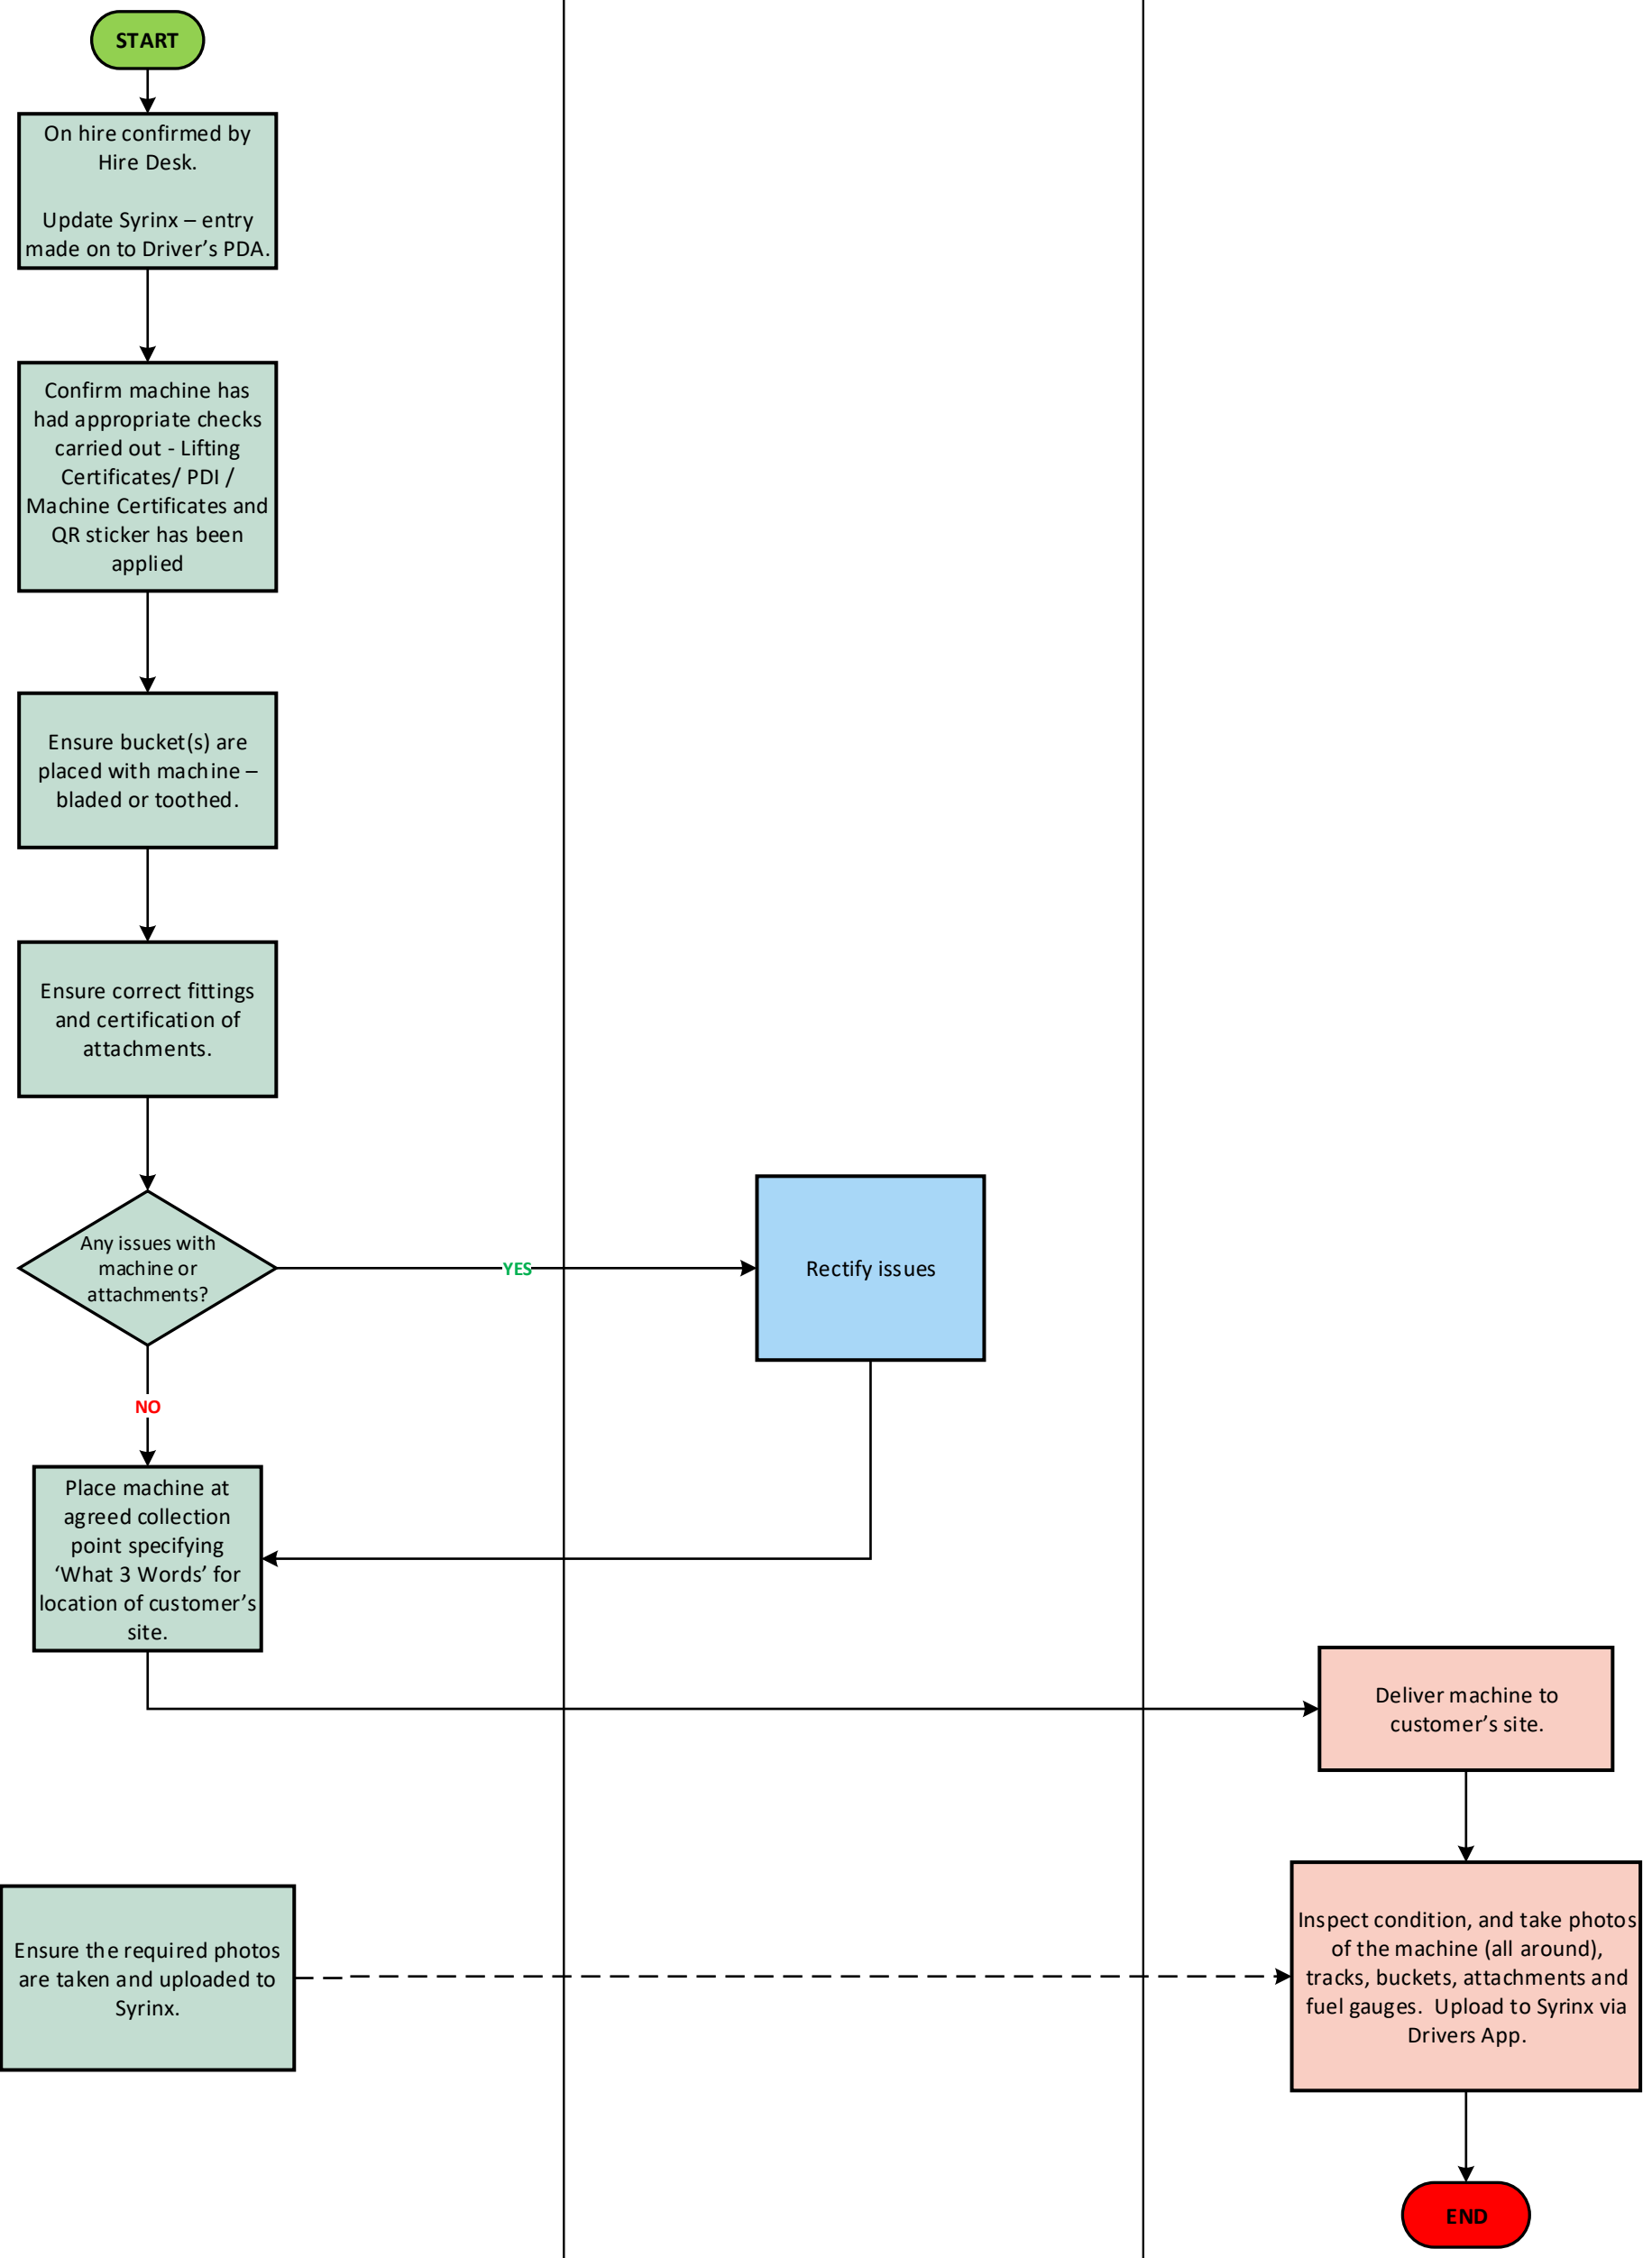 START
On hire confirmed by
Hire Desk.
Update Syrinx – entry
made on to Driver’s PDA.
Confirm machine has
had appropriate checks
carried out - Lifting
Certificates/ PDI /
Machine Certificates and
QR sticker has been
applied
Ensure bucket(s) are
placed with machine –
bladed or toothed.
Ensure correct fittings
and certification of
attachments.
Any issues with
machine or
attachments?
YES
Rectify issues
NO
Place machine at
agreed collection
point specifying
‘What 3 Words’ for
location of customer’s
site.
Deliver machine to
customer’s site.
Ensure the required photos
are taken and uploaded to
Syrinx.
Inspect condition, and take photos
of the machine (all around),
tracks, buckets, attachments and
fuel gauges.  Upload to Syrinx via
Drivers App.
END